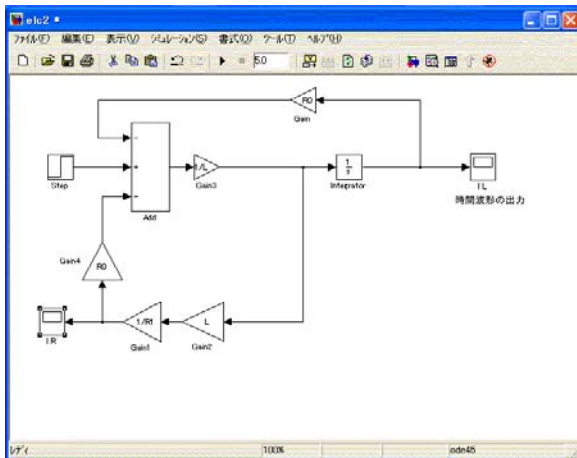 elc2 *
ファイル(F) 編集(E) 表示(V) シミュレーション(S) 書式(O) ツール(T) ヘルプ(H)
5.0
R0
Gain
Step
Add
1/L
Gain3
1
s
Integrator
I L
時間波形の出力
Gain4
R0
I R
1/R1
Gain1
L
Gain2
レディ
100%
ode45